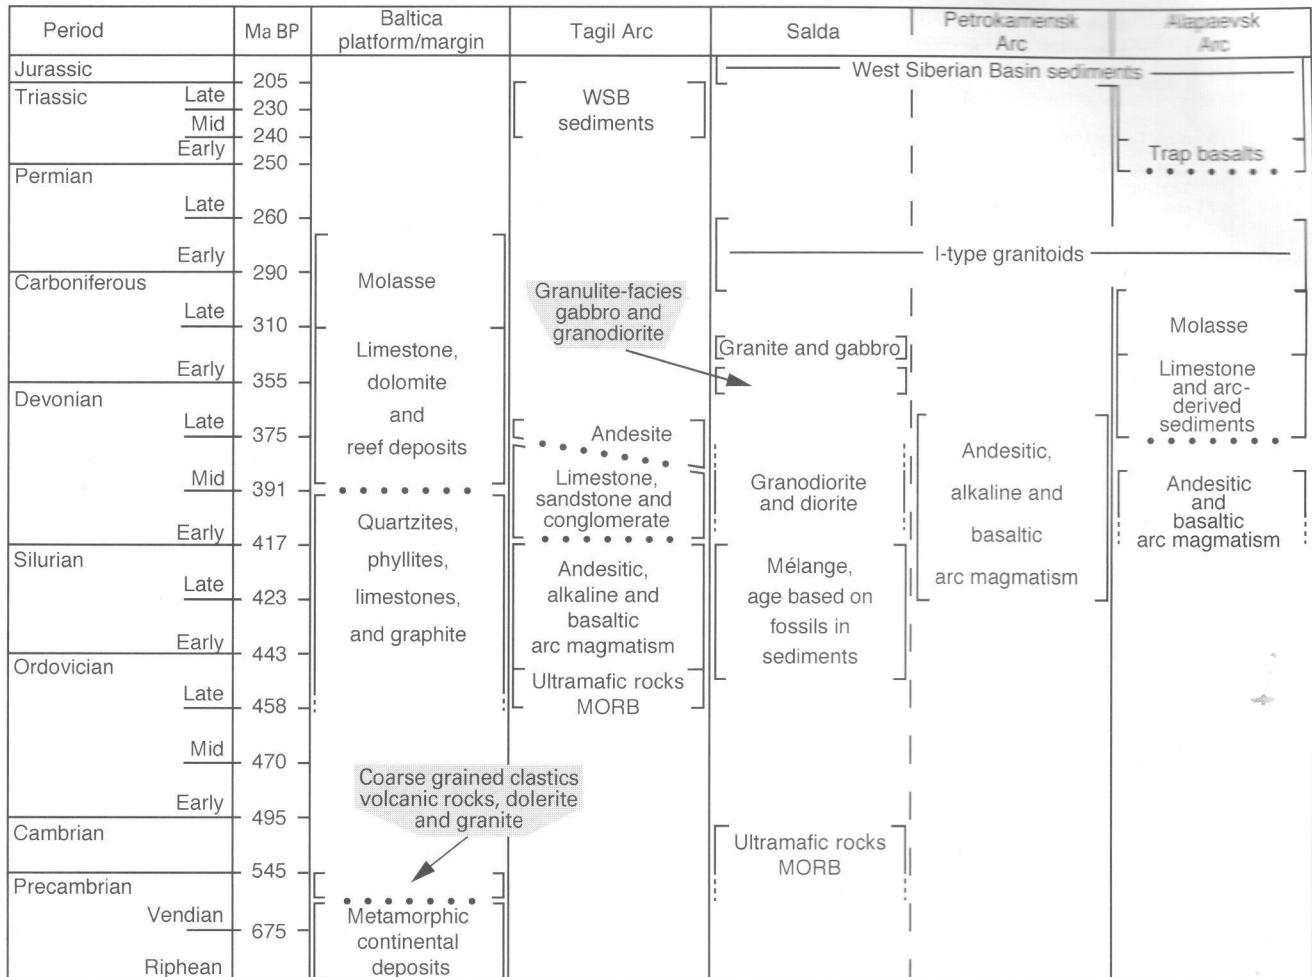 Period
Ma BP
Baltica
platform/margin
Tagil Arc
Salda
Petrokamensk
Arc
Alapaevsk
Arc
Jurassic
205
Triassic
Late
230
Mid
240
Early
250
Permian
Late
260
Early
290
Carboniferous
Late
310
Early
355
Devonian
Late
375
Mid
391
Early
417
Silurian
Late
423
Early
443
Ordovician
Late
458
Mid
470
Early
495
Cambrian
545
Precambrian
Vendian
675
Riphean
Molasse
Limestone,
dolomite
and
reef deposits
Quartzites,
phyllites,
limestones,
and graphite
Coarse grained clastics
volcanic rocks, dolerite
and granite
Metamorphic
continental
deposits
WSB
sediments
Granulite-facies
gabbro and
granodiorite
Andesite
Limestone,
sandstone and
conglomerate
Andesitic,
alkaline and
basaltic
arc magmatism
Ultramafic rocks
MORB
West Siberian Basin sediments
I-type granitoids
Granite and gabbro
Granodiorite
and diorite
Mélange,
age based on
fossils in
sediments
Ultramafic rocks
MORB
Andesitic,
alkaline and
basaltic
arc magmatism
Trap basalts
Molasse
Limestone
and arc-
derived
sediments
Andesitic
and
basaltic
arc magmatism